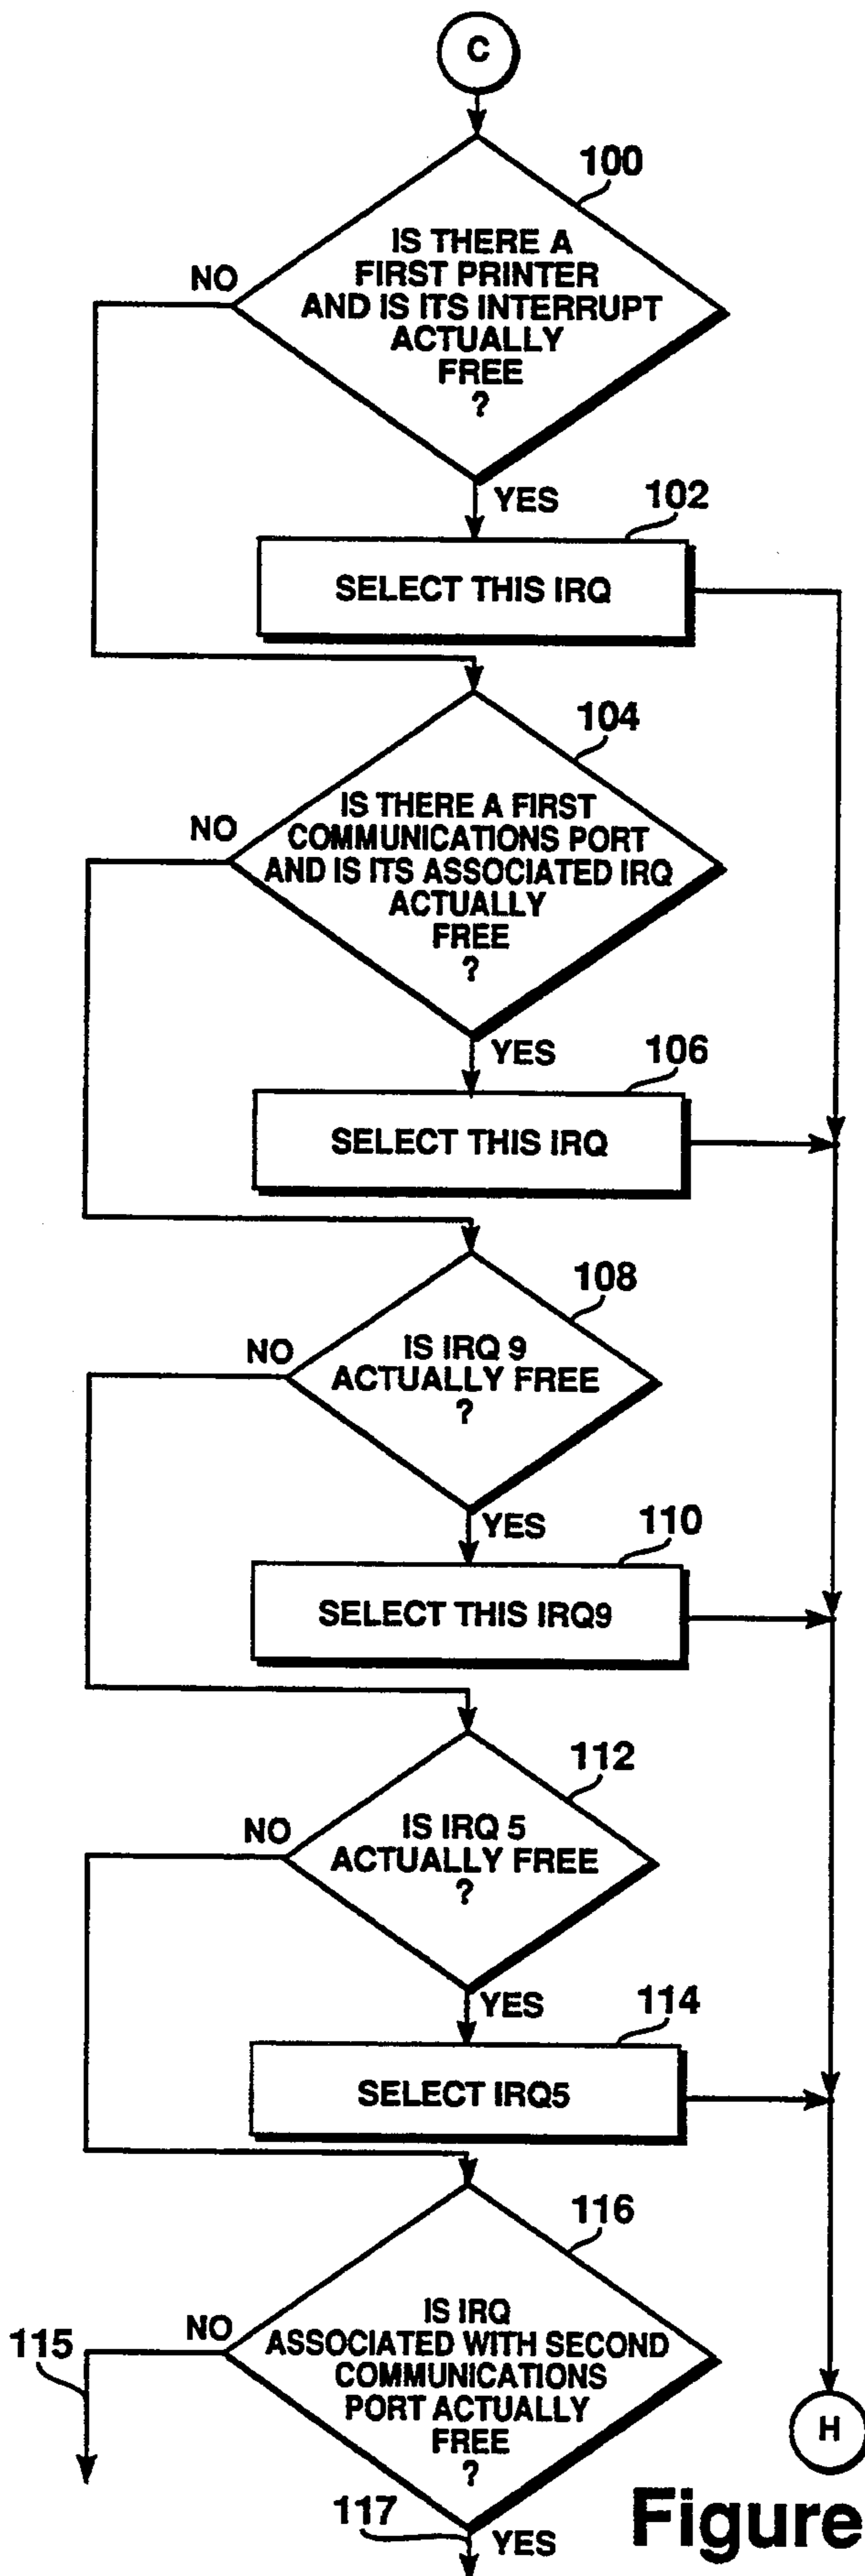 C
100
IS THERE A
FIRST PRINTER
AND IS ITS INTERRUPT
ACTUALLY
FREE
?
NO
YES
102
SELECT THIS IRQ
104
IS THERE A FIRST
COMMUNICATIONS PORT
AND IS ITS ASSOCIATED IRQ
ACTUALLY
FREE
?
NO
YES
106
SELECT THIS IRQ
108
IS IRQ 9
ACTUALLY FREE
?
NO
YES
110
SELECT THIS IRQ9
112
IS IRQ 5
ACTUALLY FREE
?
NO
YES
114
SELECT IRQ5
116
IS IRQ
ASSOCIATED WITH SECOND
COMMUNICATIONS
PORT ACTUALLY
FREE
?
NO
115
H
117
YES
Figure